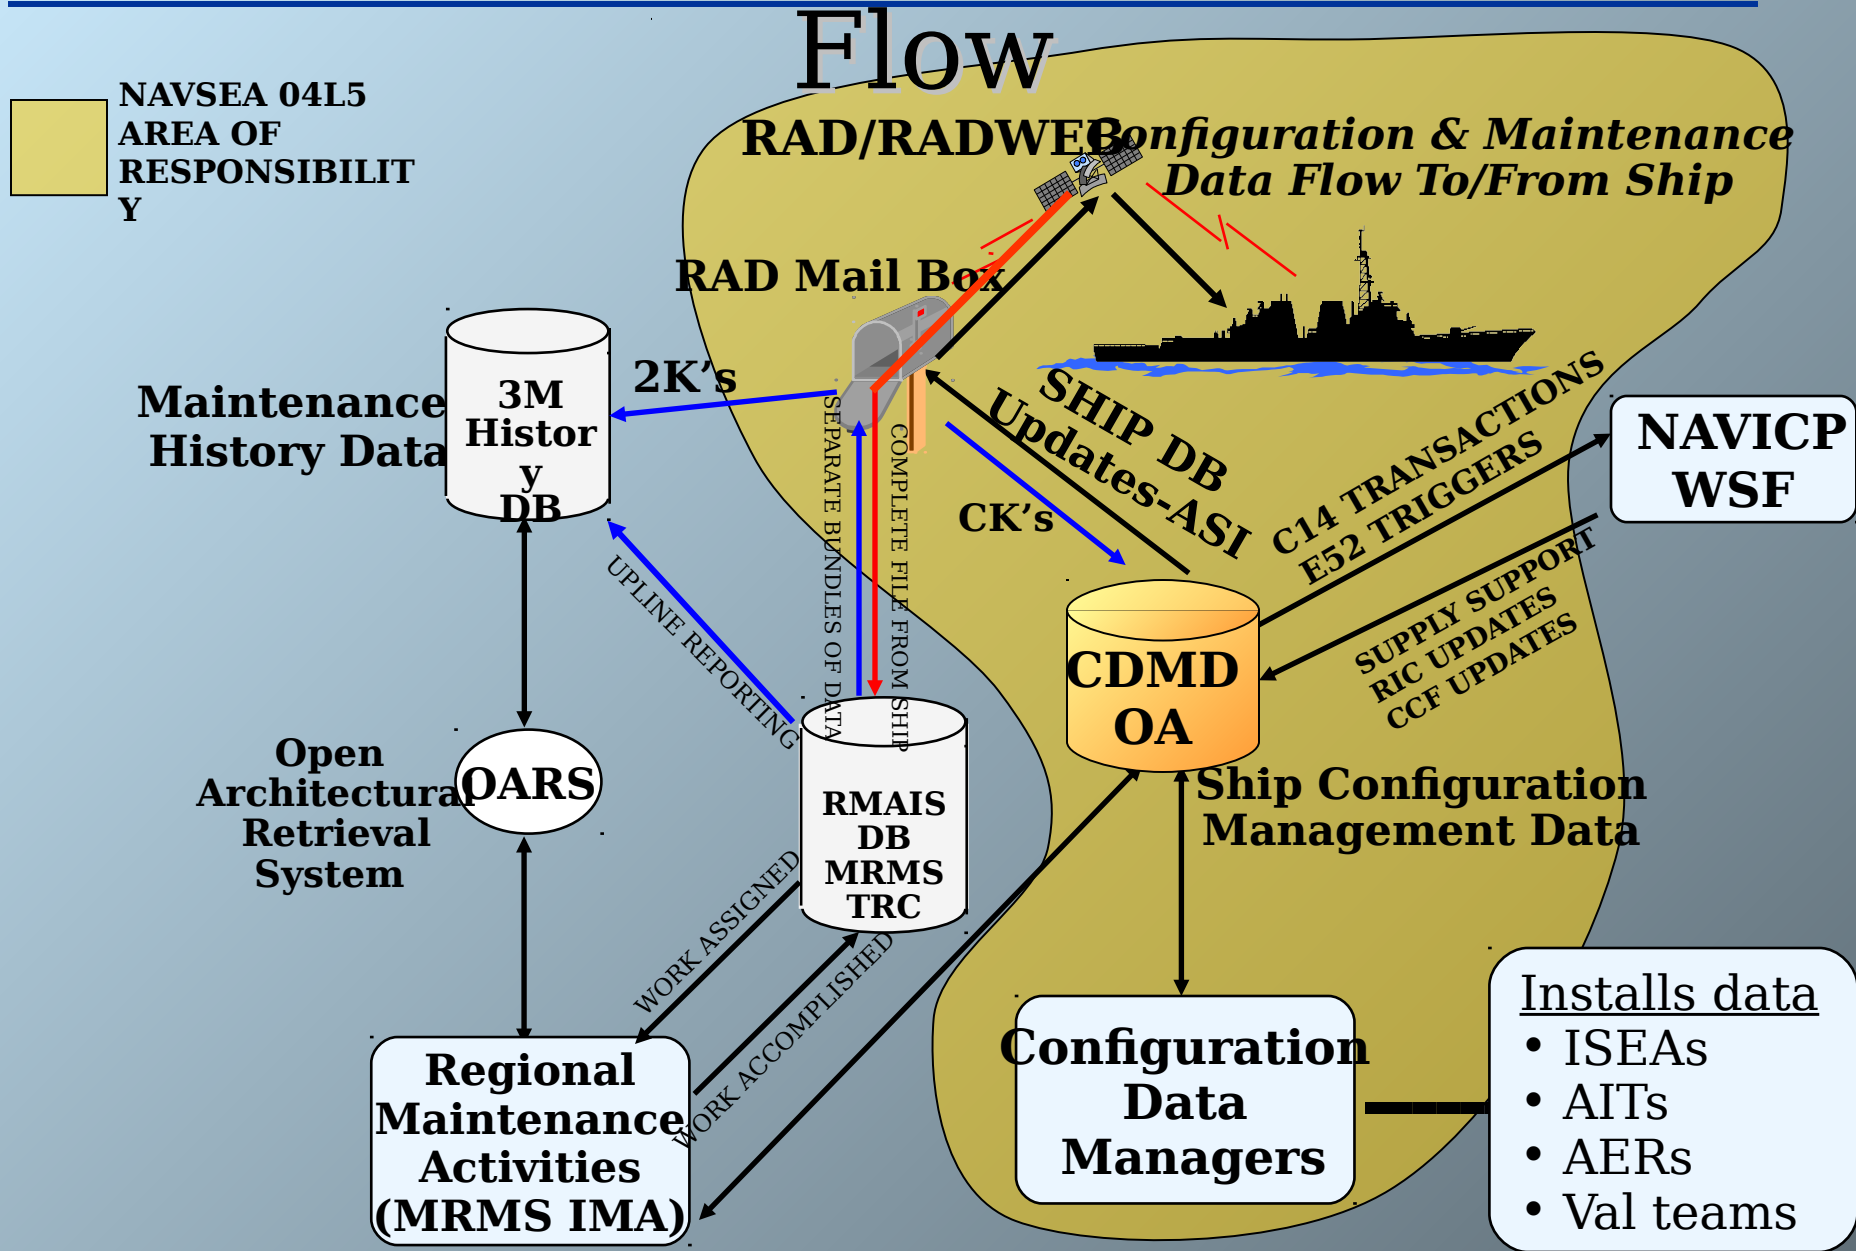 Flow
NAVSEA 04L5
AREA OF
RESPONSIBILIT
Y
RAD/RADWEB
Configuration & Maintenance
Data Flow To/From Ship
RAD Mail Box
2K’s
Maintenance
History Data
3M
Histor
y
DB
SHIP DB
Updates-ASI
CK’s
C14 TRANSACTIONS
E52 TRIGGERS
NAVICP
WSF
SUPPLY SUPPORT
RIC UPDATES
CCF UPDATES
SEPARATE BUNDLES OF DATA
COMPLETE FILE FROM SHIP
UPLINE REPORTING
CDMD
OA
Open
Architectural
Retrieval
System
OARS
RMAIS
DB
MRMS
TRC
Ship Configuration
Management Data
WORK ASSIGNED
WORK ACCOMPLISHED
Regional
Maintenance
Activities
(MRMS IMA)
Configuration
Data
Managers
Installs data
• ISEAs
• AITs
• AERs
• Val teams